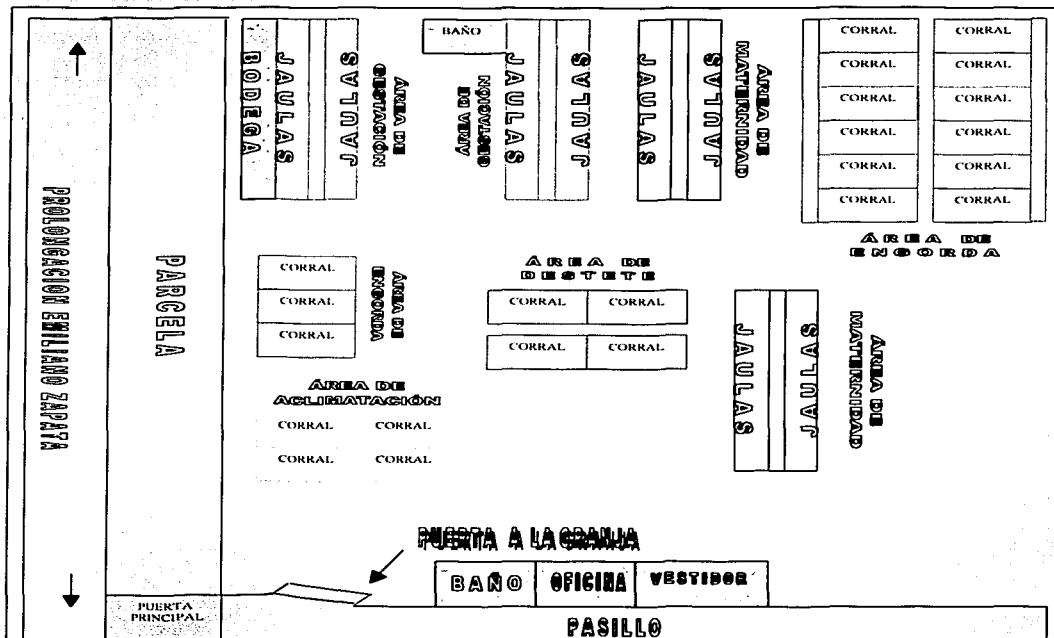 PROLONGACION EMILIANO ZAPATA
PARCELA
BODEGA
JAULAS
JAULAS
ÁREA DE
GESTACIÓN
BAÑO
ÁREA DE
GESTACIÓN
JAULAS
JAULAS
JAULAS
JAULAS
ÁREA DE
MATERNIDAD
CORRAL
CORRAL
CORRAL
CORRAL
CORRAL
CORRAL
CORRAL
CORRAL
CORRAL
CORRAL
CORRAL
CORRAL
ÁREA DE
ENGORDA
CORRAL
CORRAL
CORRAL
ÁREA DE
ENGORDA
ÁREA DE
DESTETE
CORRAL
CORRAL
CORRAL
CORRAL
JAULAS
JAULAS
ÁREA DE
MATERNIDAD
ÁREA DE
ACLIMATACIÓN
CORRAL
CORRAL
CORRAL
CORRAL
PUERTA A LA GRANJA
BAÑO
OFICINA
VESTIDOR
PUERTA
PRINCIPAL
PASILLO